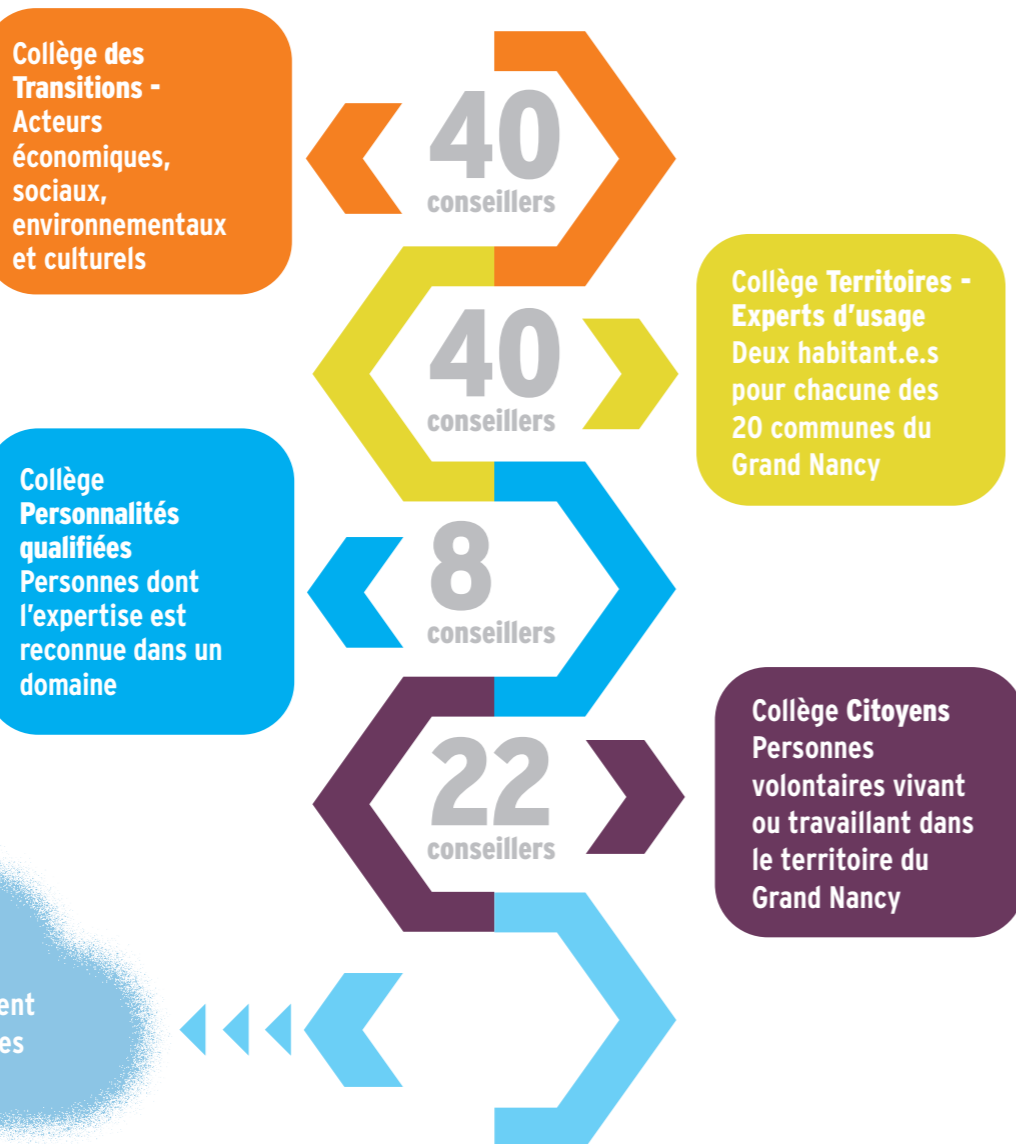 Collège des
Transitions -
Acteurs
économiques,
sociaux,
environnementaux
et culturels
40
conseillers
40
conseillers
Collège Territoires -
Experts d'usage
Deux habitant.e.s
pour chacune des
20 communes du
Grand Nancy
Collège
Personnalités
qualifiées
Personnes dont
l'expertise est
reconnue dans un
domaine
8
conseillers
22
conseillers
Collège Citoyens
Personnes
volontaires vivant
ou travaillant dans
le territoire du
Grand Nancy